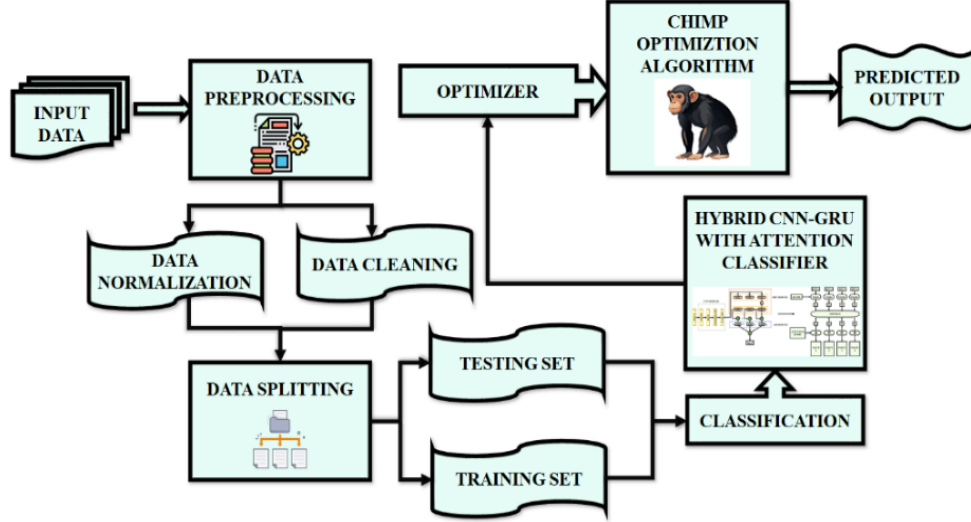 INPUT
DATA
DATA
PREPROCESSING
DATA
NORMALIZATION
DATA CLEANING
DATA SPLITTING
TESTING SET
TRAINING SET
CLASSIFICATION
HYBRID CNN-GRU
WITH ATTENTION
CLASSIFIER
OPTIMIZER
CHIMP
OPTIMIZTION
ALGORITHM
PREDICTED
OUTPUT